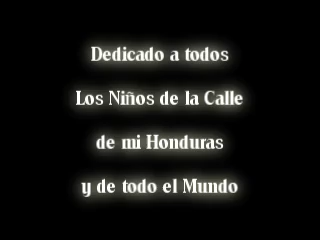 Dedicado a todos
Los Niños de la Calle
de mi Honduras
y de todo el Mundo